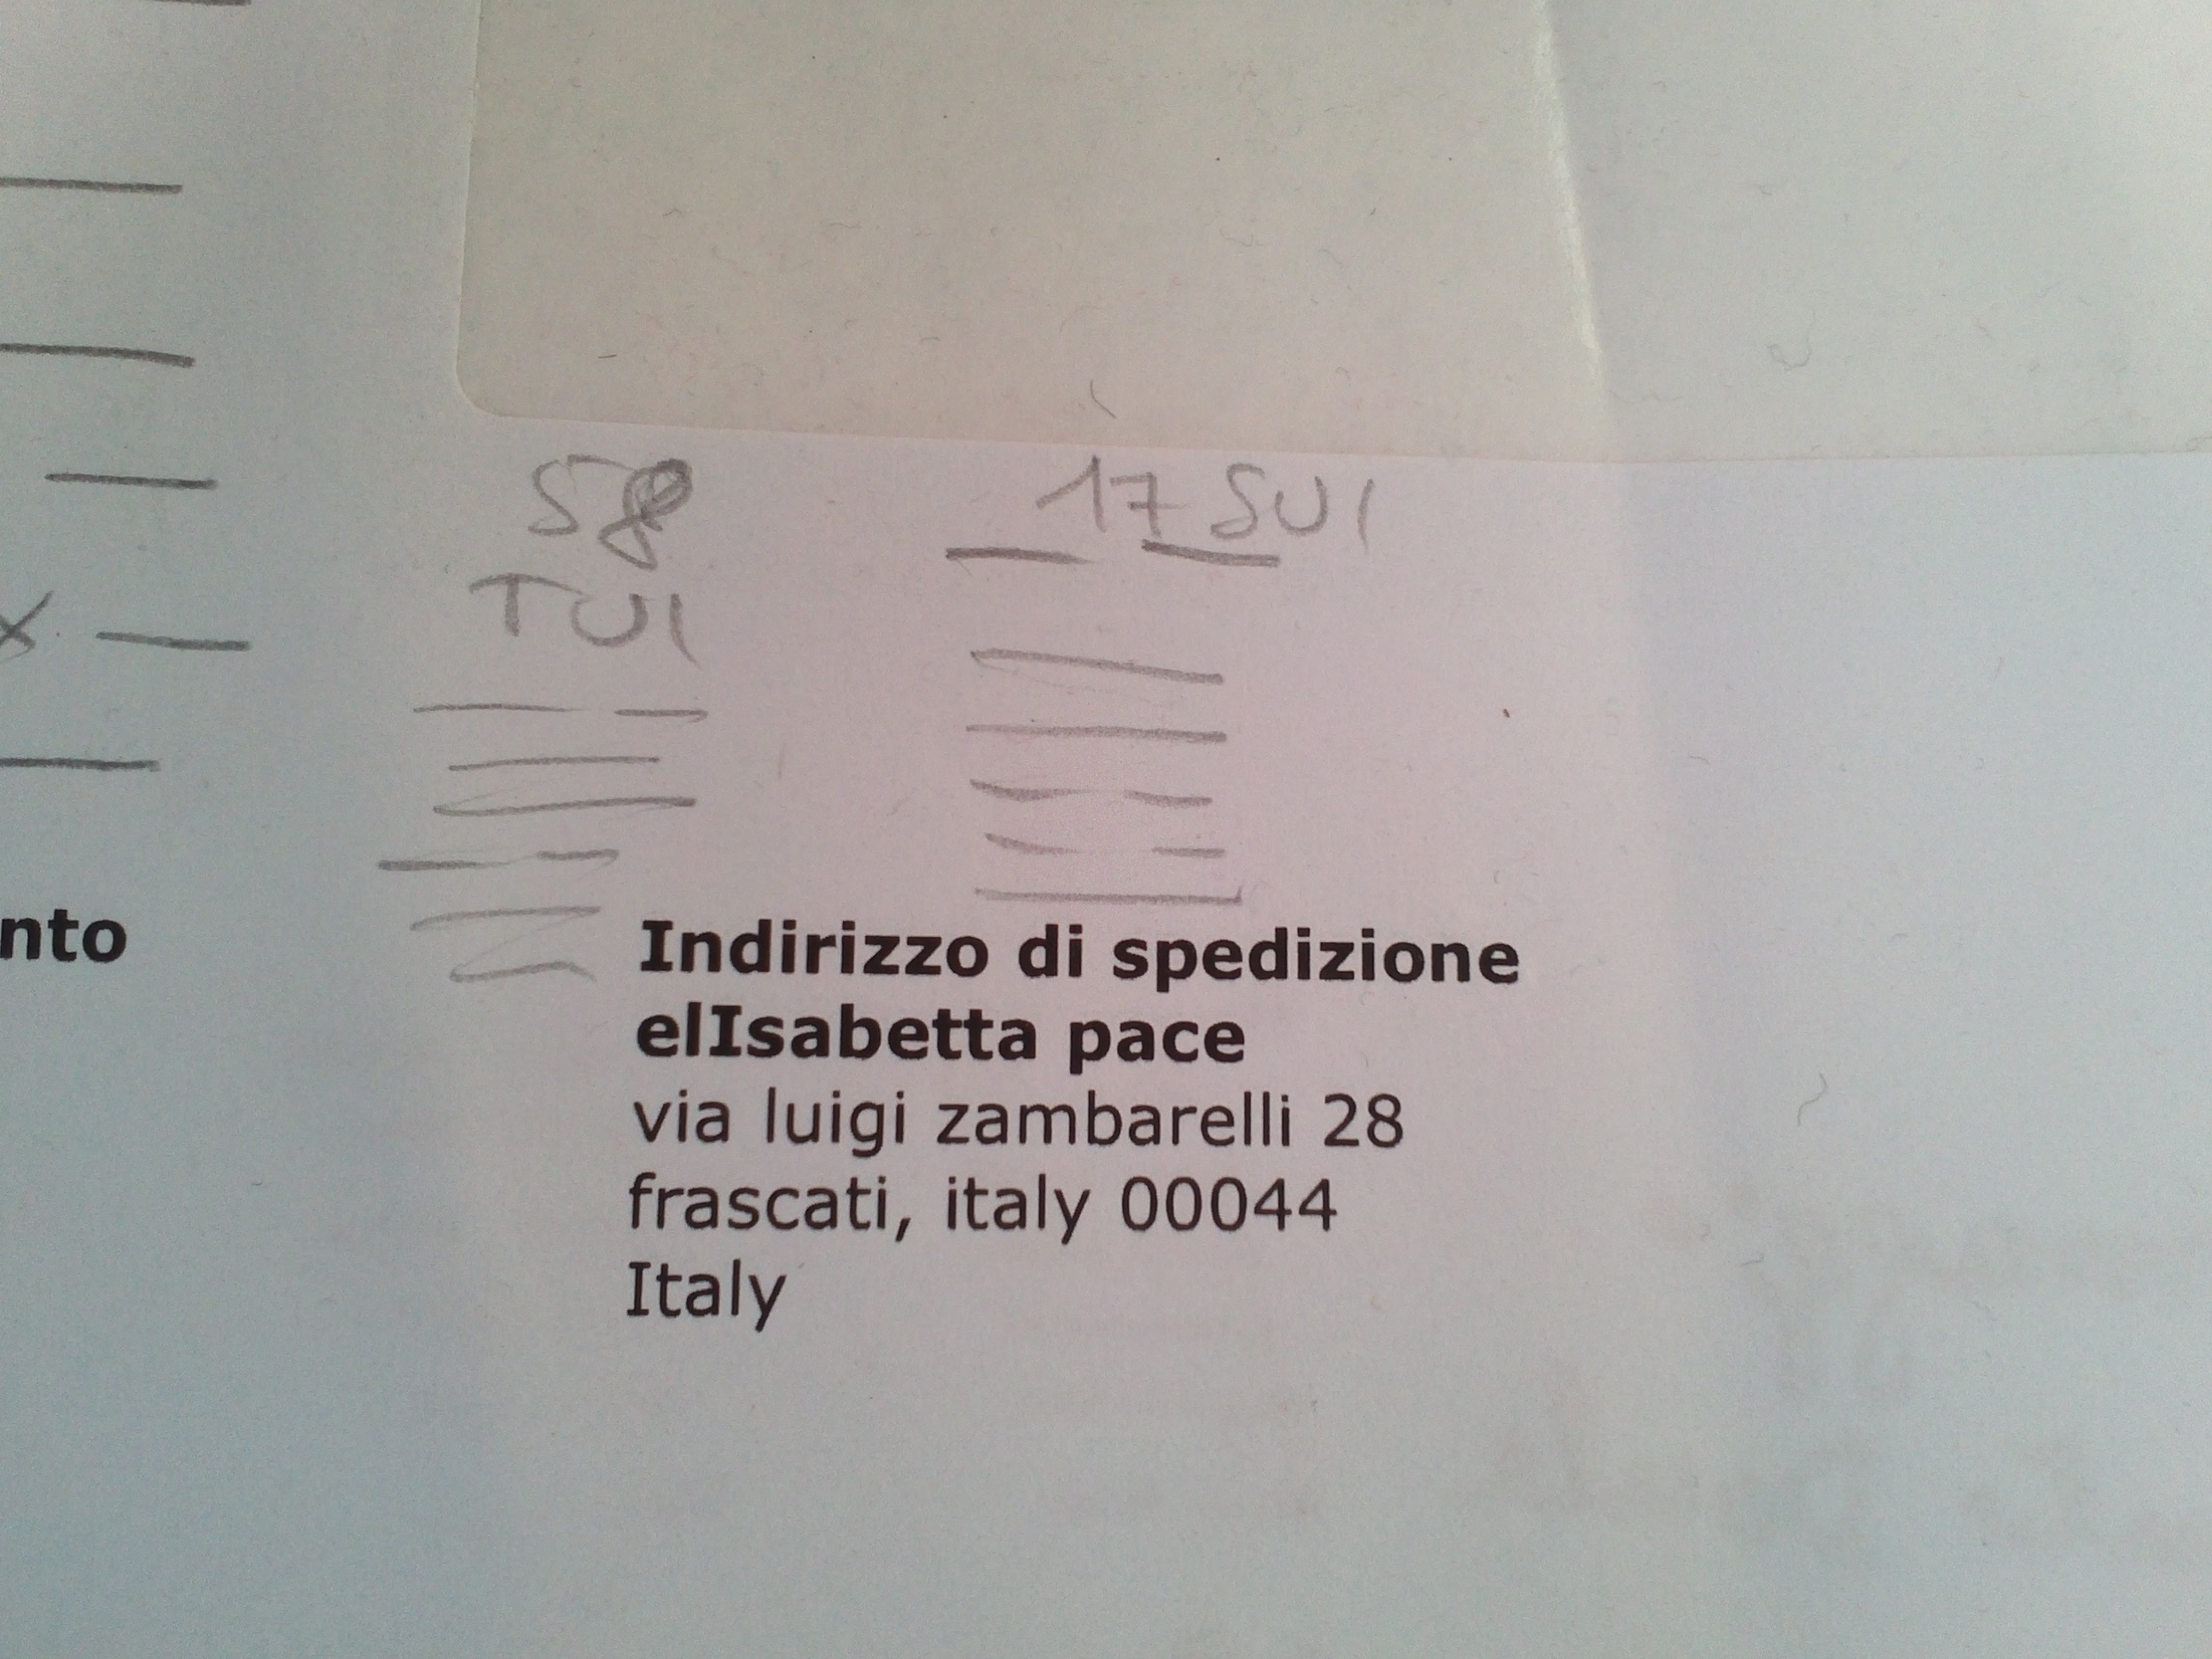 58
17 SUI
TUI
x
nto
Indirizzo di spedizione
elIsabetta pace
via luigi zambarelli 28
frascati, italy 00044
Italy